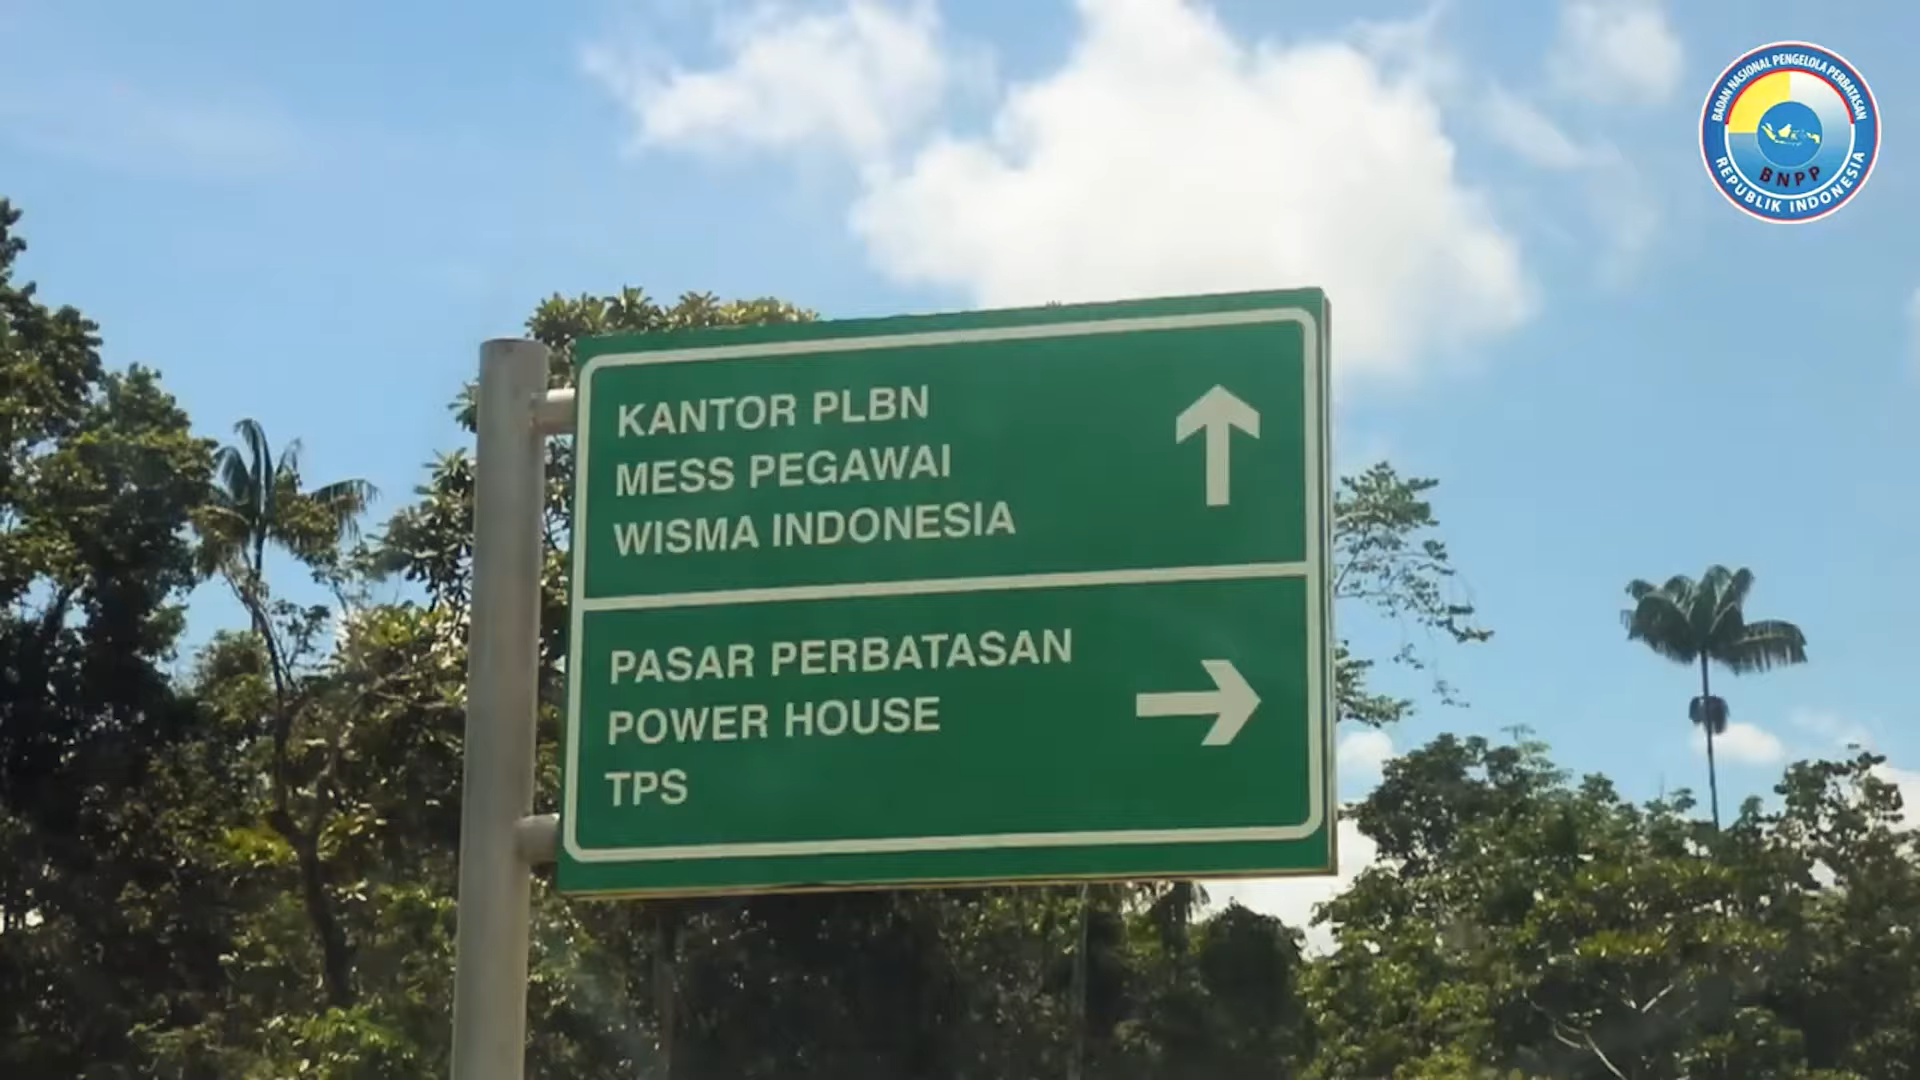 BADAN NASIONAL PENGELOLA PERBATASAN
BNPP
REPUBLIK INDONESIA
KANTOR PLBN
MESS PEGAWAI
WISMA INDONESIA
PASAR PERBATASAN
POWER HOUSE
TPS